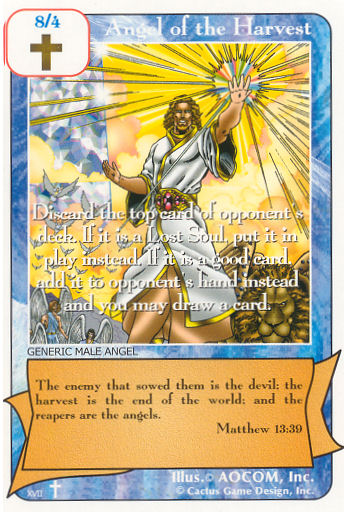 8/4
Angel of the Harvest
Discard the top card of opponent's
deck. If it is a Lost Soul, put it in
play instead. If it is a good card,
add it to opponent's hand instead
and you may draw a card.
GENERIC MALE ANGEL
The enemy that sowed them is the devil; the
harvest is the end of the world; and the
reapers are the angels.
Matthew 13:39
Illus.© AOCOM, Inc.
XVII
© Cactus Game Design, Inc.